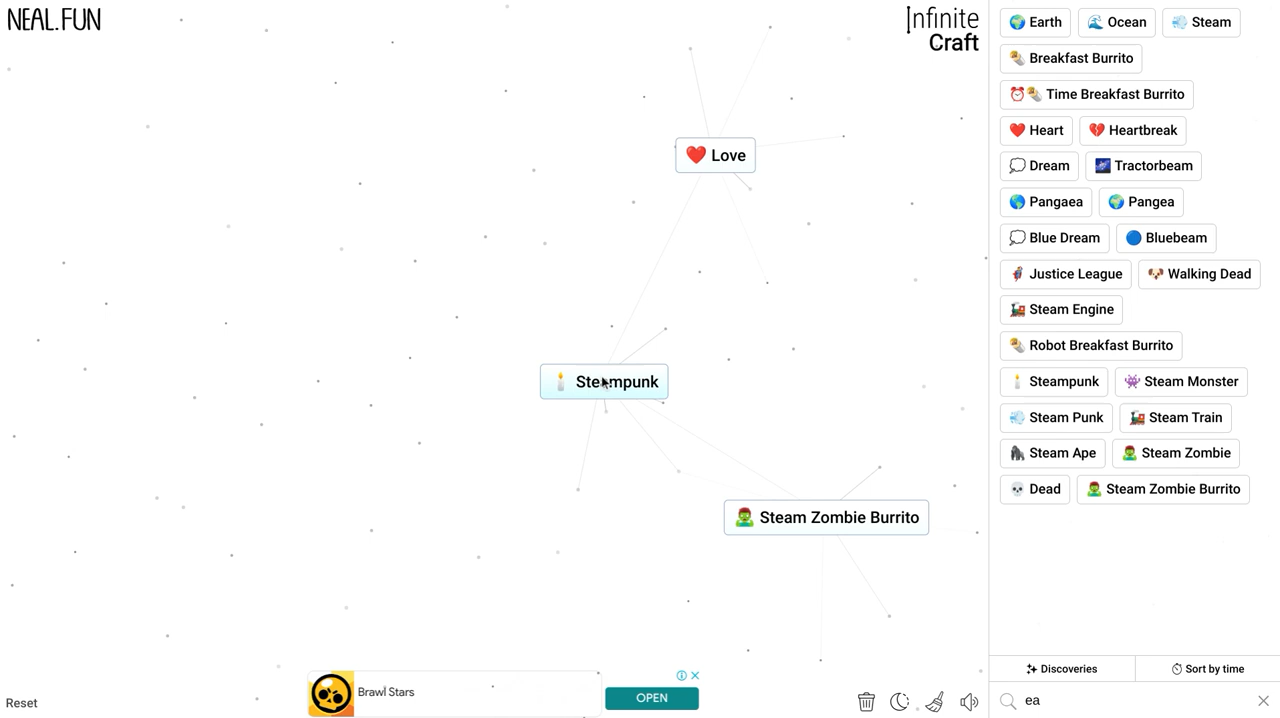 NEAL.FUN
Infinite
Craft
Love
Steampunk
Steam Zombie Burrito
Brawl Stars
OPEN
Reset
Earth
Ocean
Steam
Breakfast Burrito
Time Breakfast Burrito
Heart
Heartbreak
Dream
Tractorbeam
Pangaea
Pangea
Blue Dream
Bluebeam
Justice League
Walking Dead
Steam Engine
Robot Breakfast Burrito
Steampunk
Steam Monster
Steam Punk
Steam Train
Steam Ape
Steam Zombie
Dead
Steam Zombie Burrito
Discoveries
Sort by time
ea